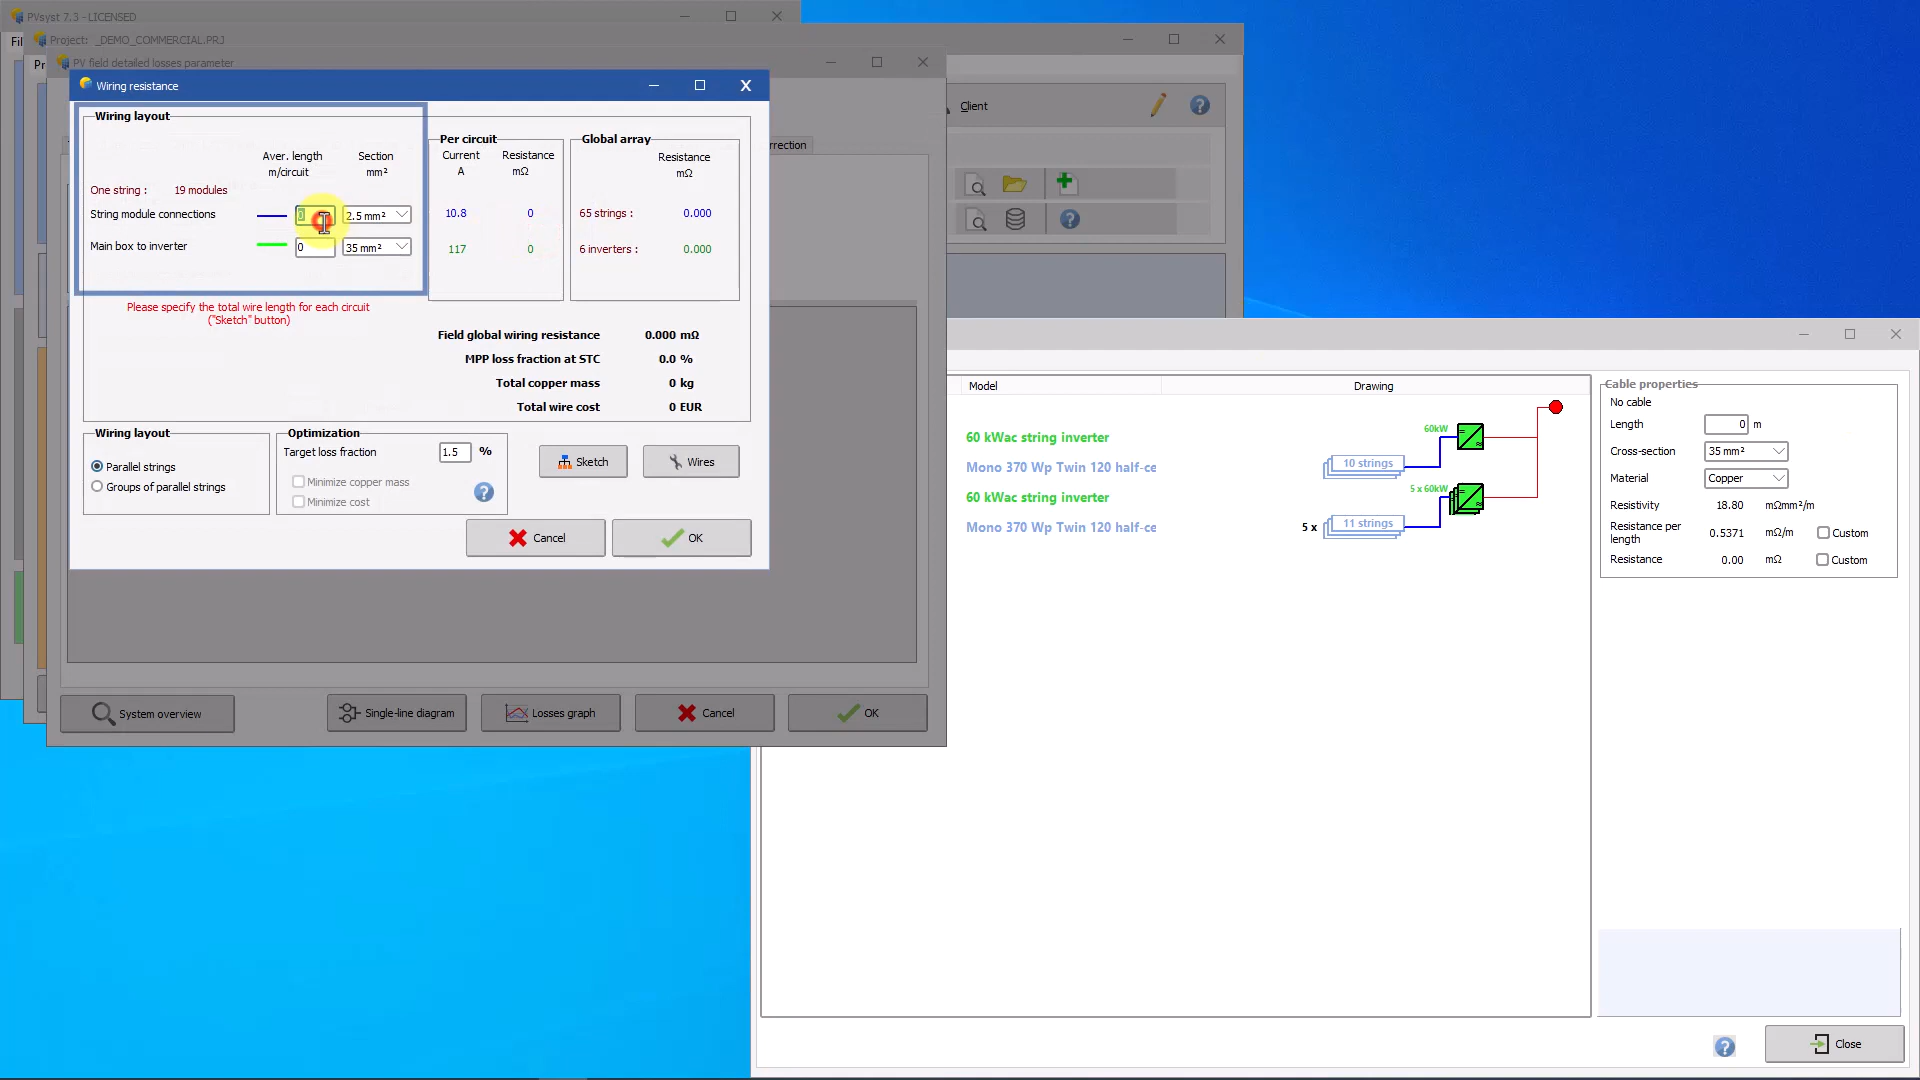 PVsyst 7.3 - LICENSED
Fil
Project: _DEMO_COMMERCIAL.PRJ
Pr
PV field detailed losses parameter
Wiring resistance
X
Client
rrection
Wiring layout
Per circuit
Global array
Aver. length
m/circuit
Section
mm²
Current
A
Resistance
mΩ
Resistance
mΩ
One string :
19 modules
String module connections
0
2.5 mm²
10.8
0
65 strings :
0.000
Main box to inverter
0
35 mm²
117
0
6 inverters :
0.000
Please specify the total wire length for each circuit
("Sketch" button)
Field global wiring resistance
0.000 mΩ
MPP loss fraction at STC
0.0 %
Total copper mass
0 kg
Total wire cost
0 EUR
Wiring layout
Parallel strings
Groups of parallel strings
Optimization
Target loss fraction
1.5
%
Minimize copper mass
Minimize cost
?
Sketch
Wires
Cancel
OK
System overview
Single-line diagram
Losses graph
Cancel
OK
Model
Drawing
60 kWac string inverter
60kW
Mono 370 Wp Twin 120 half-ce
10 strings
60 kWac string inverter
5 x 60kW
Mono 370 Wp Twin 120 half-ce
5 x
11 strings
Cable properties
No cable
Length
0
m
Cross-section
35 mm²
Material
Copper
Resistivity
18.80
mΩmm²/m
Resistance per
length
0.5371
mΩ/m
Custom
Resistance
0.00
mΩ
Custom
?
Close